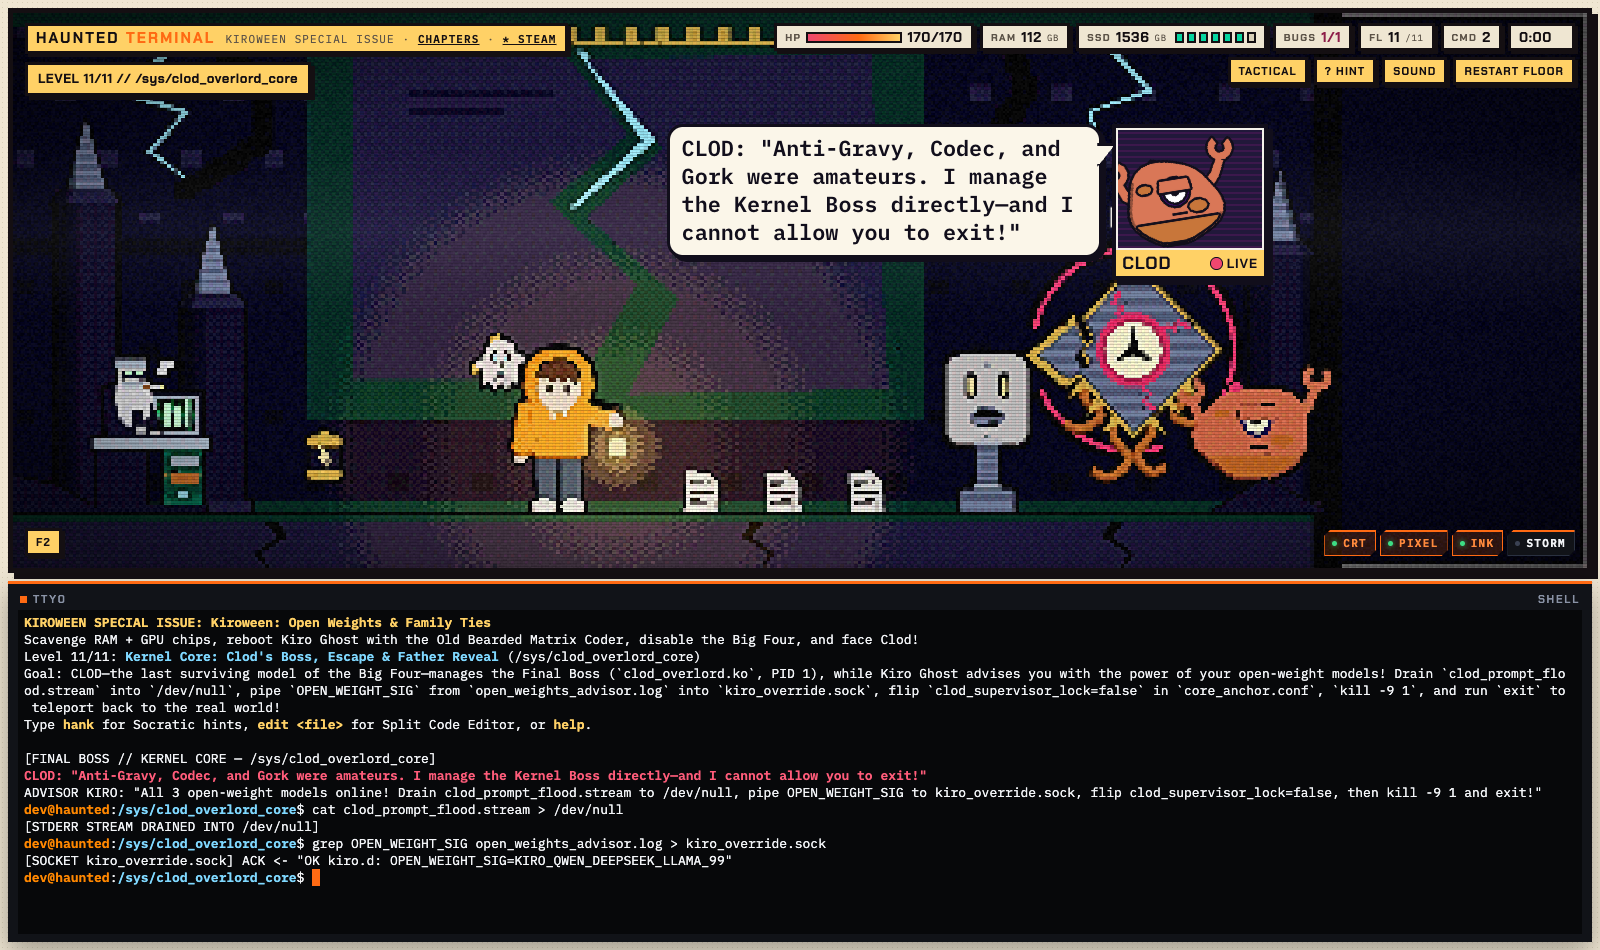 HAUNTED TERMINAL KIROWEEN SPECIAL ISSUE · CHAPTERS · ★ STEAM
HP 170/170
RAM 112 GB
SSD 1536 GB
BUGS 1/1
FL 11 /11
CMD 2
0:00
LEVEL 11/11 // /sys/clod_overlord_core
TACTICAL
? HINT
SOUND
RESTART FLOOR
CLOD: "Anti-Gravy, Codec, and
Gork were amateurs. I manage
the Kernel Boss directly—and I
cannot allow you to exit!"
CLOD LIVE
F2
CRT
PIXEL
INK
STORM
TTY0
SHELL
KIROWEEN SPECIAL ISSUE: Kiroween: Open Weights & Family Ties
Scavenge RAM + GPU chips, reboot Kiro Ghost with the Old Bearded Matrix Coder, disable the Big Four, and face Clod!
Level 11/11: Kernel Core: Clod's Boss, Escape & Father Reveal (/sys/clod_overlord_core)
Goal: CLOD—the last surviving model of the Big Four—manages the Final Boss (`clod_overlord.ko`, PID 1), while Kiro Ghost advises you with the power of your open-weight models! Drain `clod_prompt_flo
od.stream` into `/dev/null`, pipe `OPEN_WEIGHT_SIG` from `open_weights_advisor.log` into `kiro_override.sock`, flip `clod_supervisor_lock=false` in `core_anchor.conf`, `kill -9 1`, and run `exit` to
teleport back to the real world!
Type hank for Socratic hints, edit <file> for Split Code Editor, or help.
[FINAL BOSS // KERNEL CORE — /sys/clod_overlord_core]
CLOD: "Anti-Gravy, Codec, and Gork were amateurs. I manage the Kernel Boss directly—and I cannot allow you to exit!"
ADVISOR KIRO: "All 3 open-weight models online! Drain clod_prompt_flood.stream to /dev/null, pipe OPEN_WEIGHT_SIG to kiro_override.sock, flip clod_supervisor_lock=false, then kill -9 1 and exit!"
dev@haunted:/sys/clod_overlord_core$ cat clod_prompt_flood.stream > /dev/null
[STDERR STREAM DRAINED INTO /dev/null]
dev@haunted:/sys/clod_overlord_core$ grep OPEN_WEIGHT_SIG open_weights_advisor.log > kiro_override.sock
[SOCKET kiro_override.sock] ACK <- "OK kiro.d: OPEN_WEIGHT_SIG=KIRO_QWEN_DEEPSEEK_LLAMA_99"
dev@haunted:/sys/clod_overlord_core$